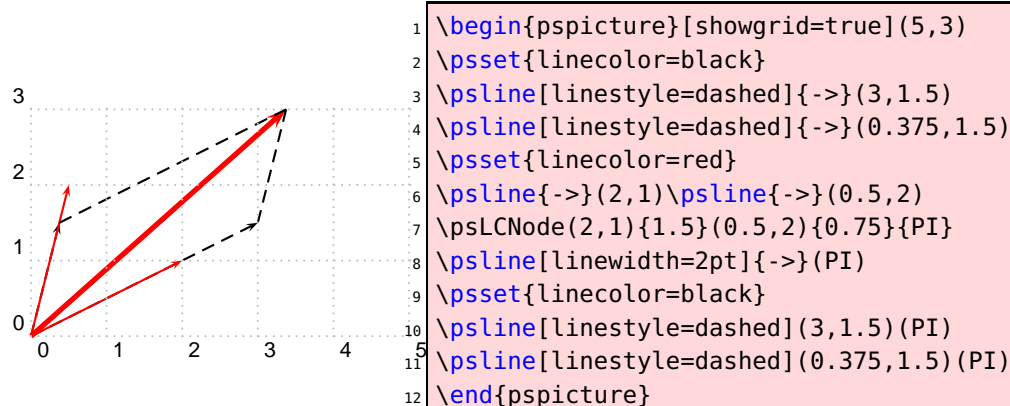 3
2
1
0
0 1 2 3 4 5
1 \begin{pspicture}[showgrid=true](5,3)
2 \psset{linecolor=black}
3 \psline[linestyle=dashed]{->}(3,1.5)
4 \psline[linestyle=dashed]{->}(0.375,1.5)
5 \psset{linecolor=red}
6 \psline{->}(2,1)\psline{->}(0.5,2)
7 \psLCNode(2,1){1.5}(0.5,2){0.75}{PI}
8 \psline[linewidth=2pt]{->}(PI)
9 \psset{linecolor=black}
10 \psline[linestyle=dashed](3,1.5)(PI)
11 \psline[linestyle=dashed](0.375,1.5)(PI)
12 \end{pspicture}